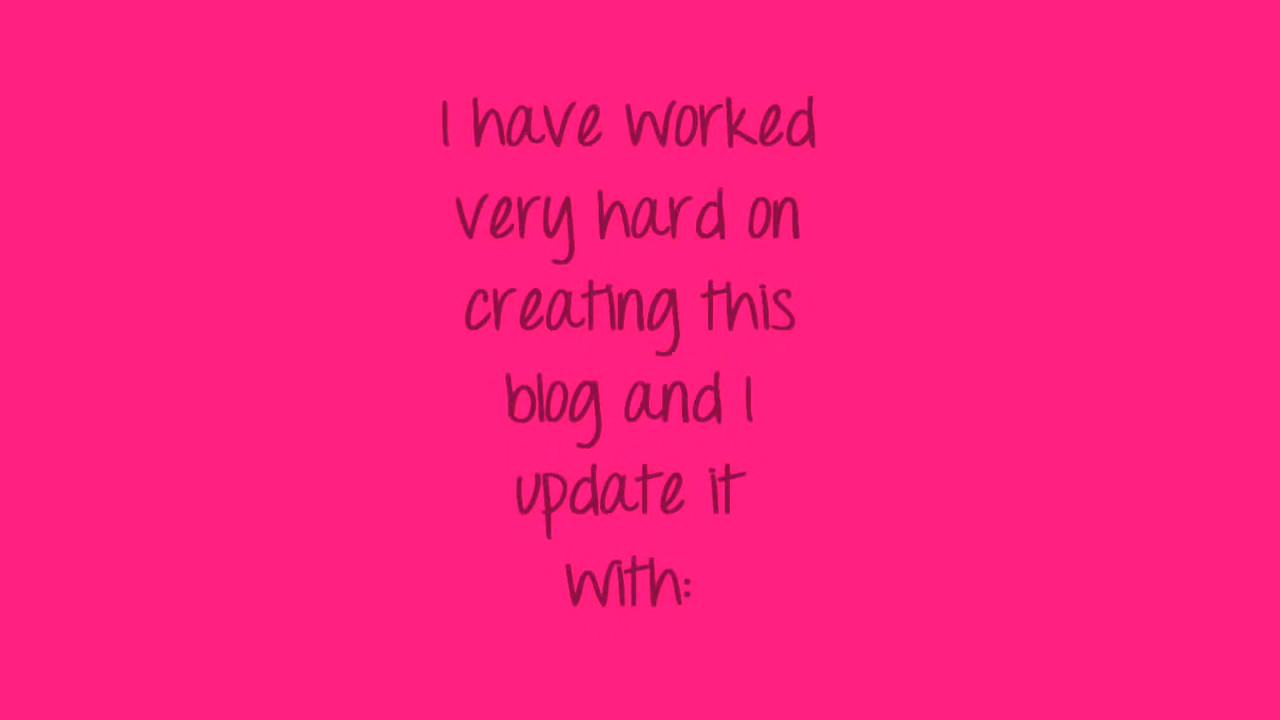 I have worked
very hard on
creating this
blog and I
update it
with: